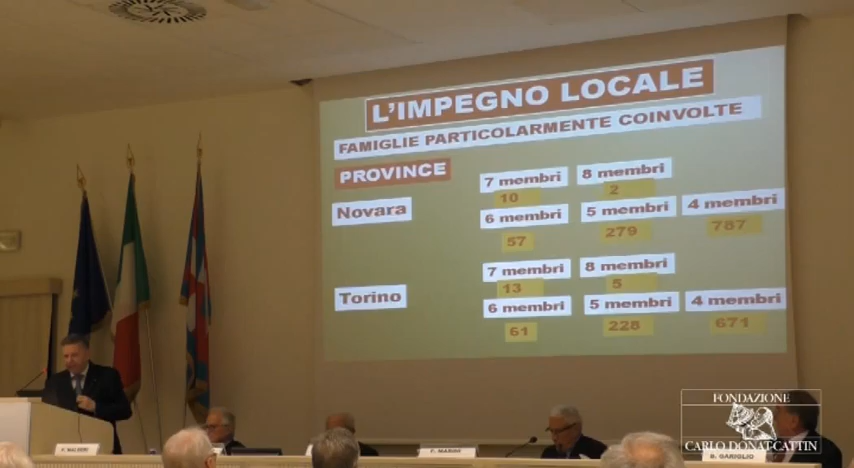 L'IMPEGNO LOCALE
FAMIGLIE PARTICOLARMENTE COINVOLTE
PROVINCE
7 membri 8 membri
10 2
Novara
6 membri 5 membri 4 membri
57 279 787
7 membri 8 membri
13 5
Torino
6 membri 5 membri 4 membri
61 228 671
FONDAZIONE
CARLO DONAT-CATTIN
B. GARIGLIO